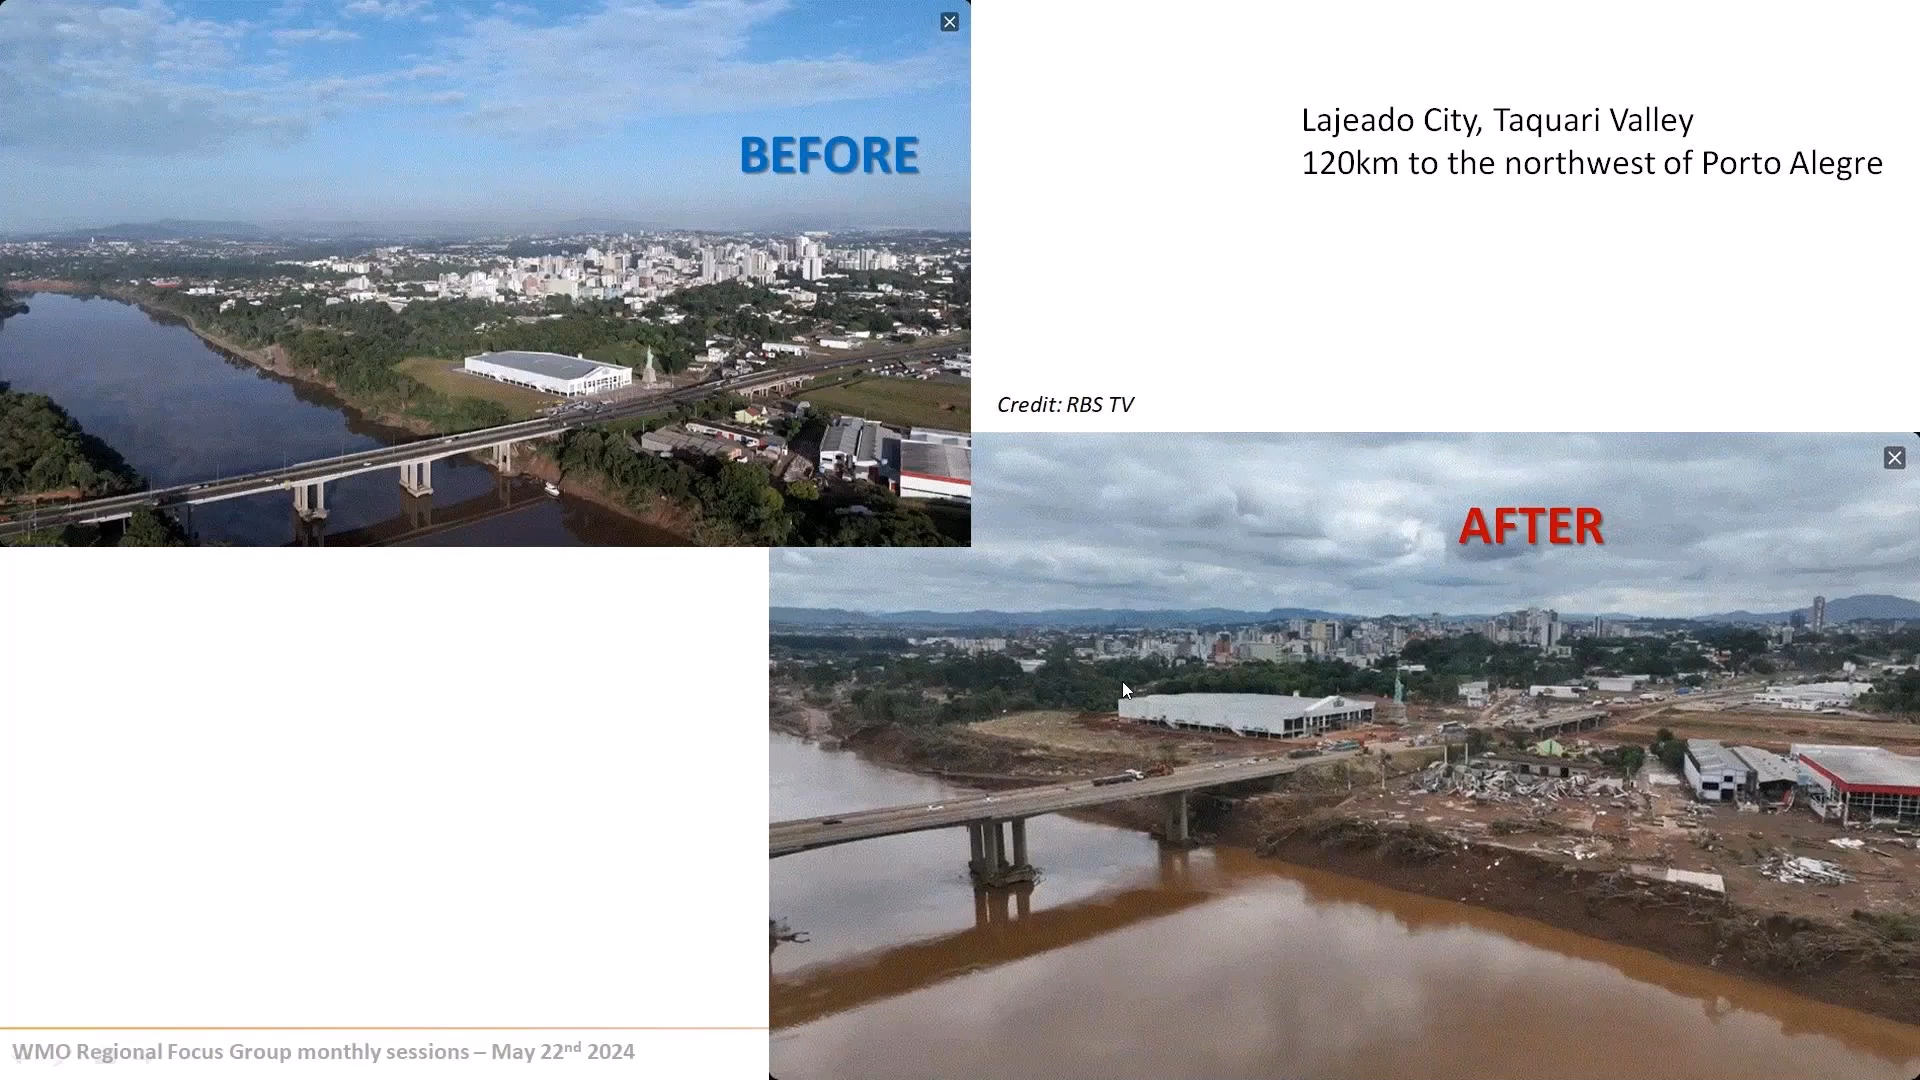 BEFORE
Lajeado City, Taquari Valley
120km to the northwest of Porto Alegre
Credit: RBS TV
AFTER
WMO Regional Focus Group monthly sessions – May 22nd 2024